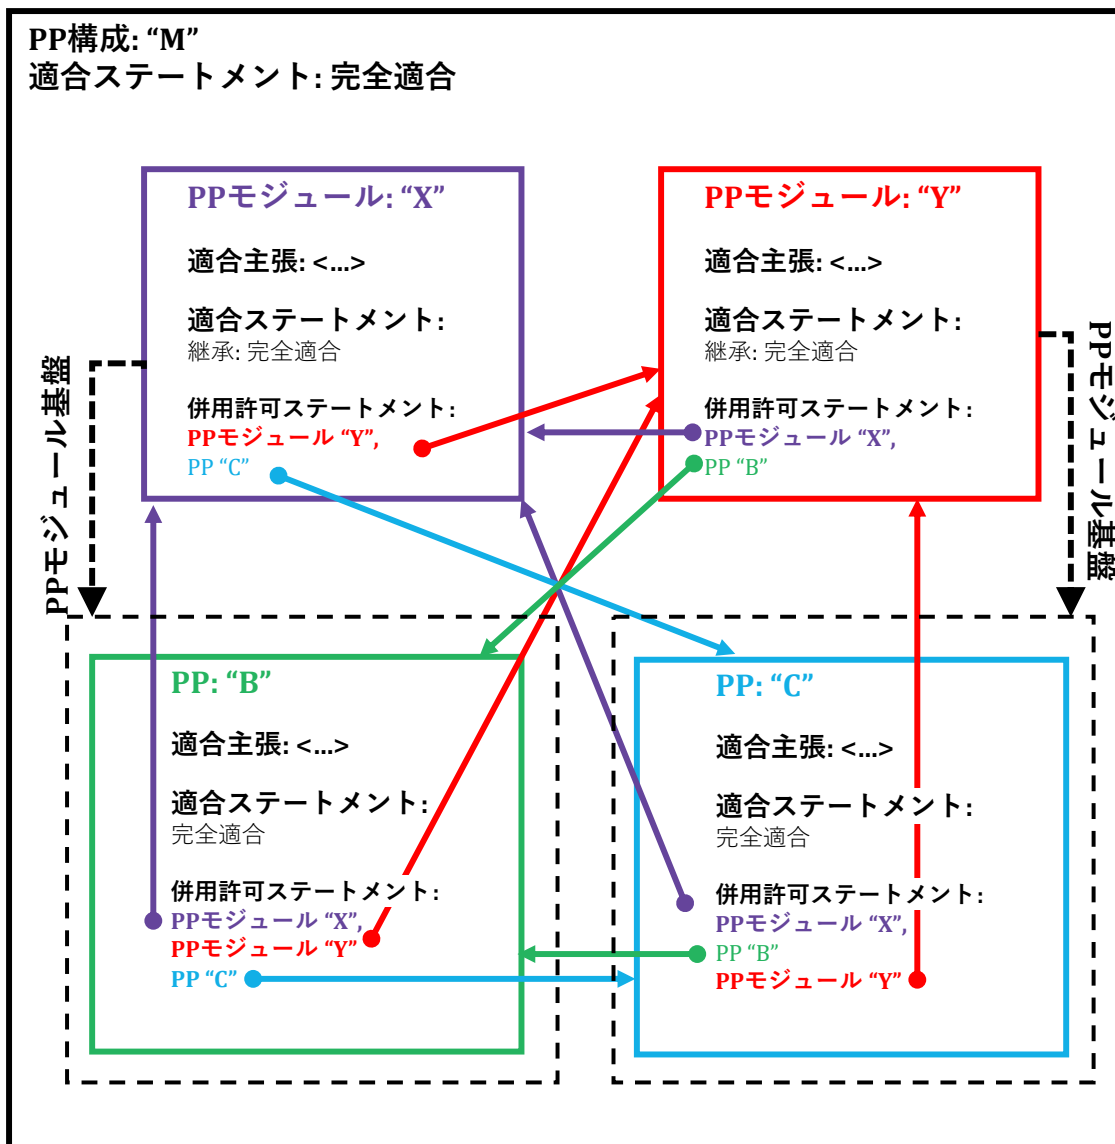 PP構成: “M”
適合ステートメント: 完全適合
PPモジュール: “X”
適合主張: <...>
適合ステートメント:
継承: 完全適合
併用許可ステートメント:
PPモジュール “Y”,
PP “C”
PPモジュール: “Y”
適合主張: <...>
適合ステートメント:
継承: 完全適合
併用許可ステートメント:
PPモジュール “X”,
PP “B”
PPモジュール基盤
PPモジュール基盤
PP: “B”
適合主張: <...>
適合ステートメント:
完全適合
併用許可ステートメント:
PPモジュール “X”,
PPモジュール “Y”
PP “C”
PP: “C”
適合主張: <...>
適合ステートメント:
完全適合
併用許可ステートメント:
PPモジュール “X”,
PP “B”
PPモジュール “Y”